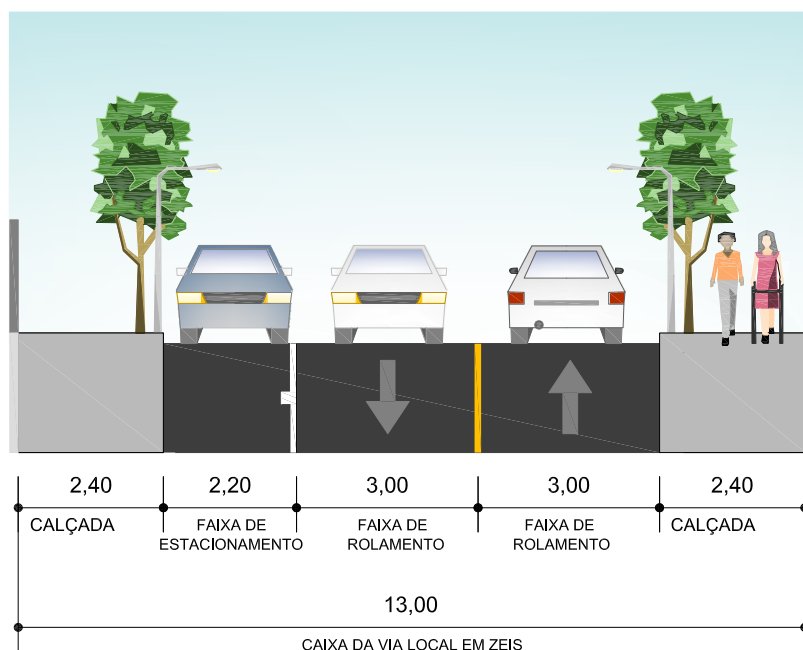 2,40 2,20 3,00 3,00 2,40
CALÇADA FAIXA DE ESTACIONAMENTO FAIXA DE ROLAMENTO FAIXA DE ROLAMENTO CALÇADA
13,00
CAIXA DA VIA LOCAL EM ZEIS